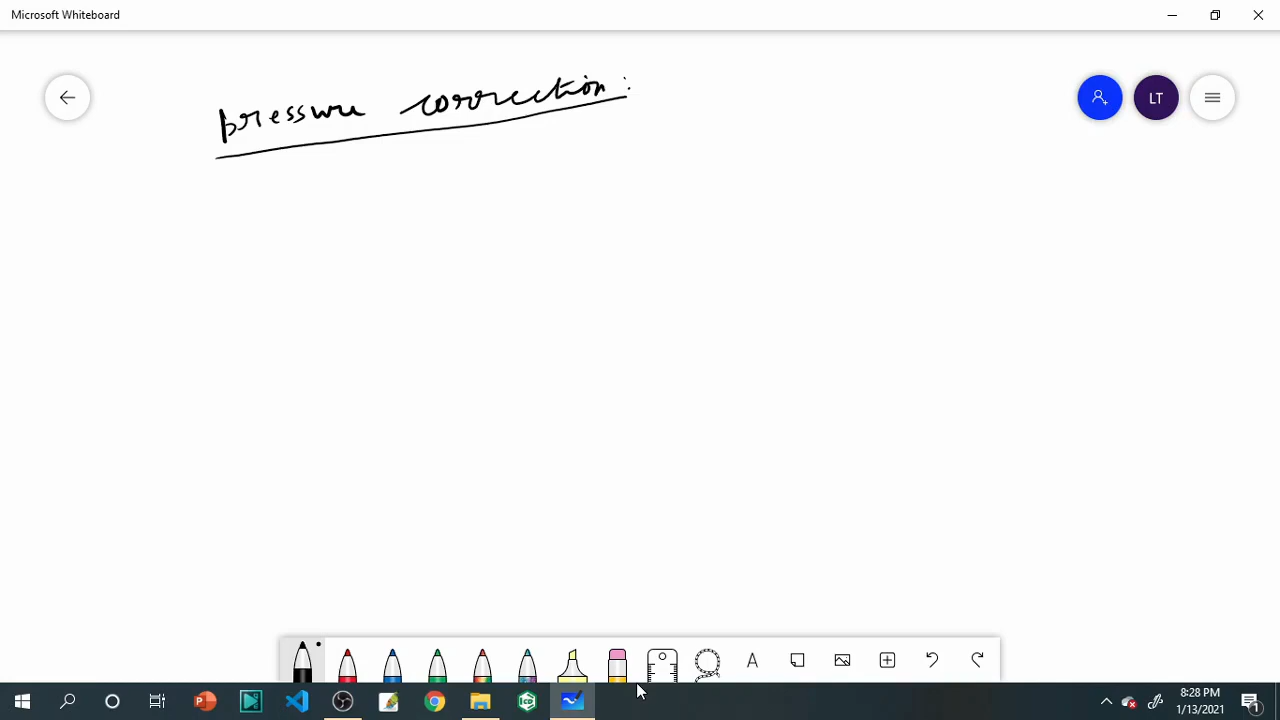 Microsoft Whiteboard
pressure correction:
LT
A
8:28 PM
1/13/2021